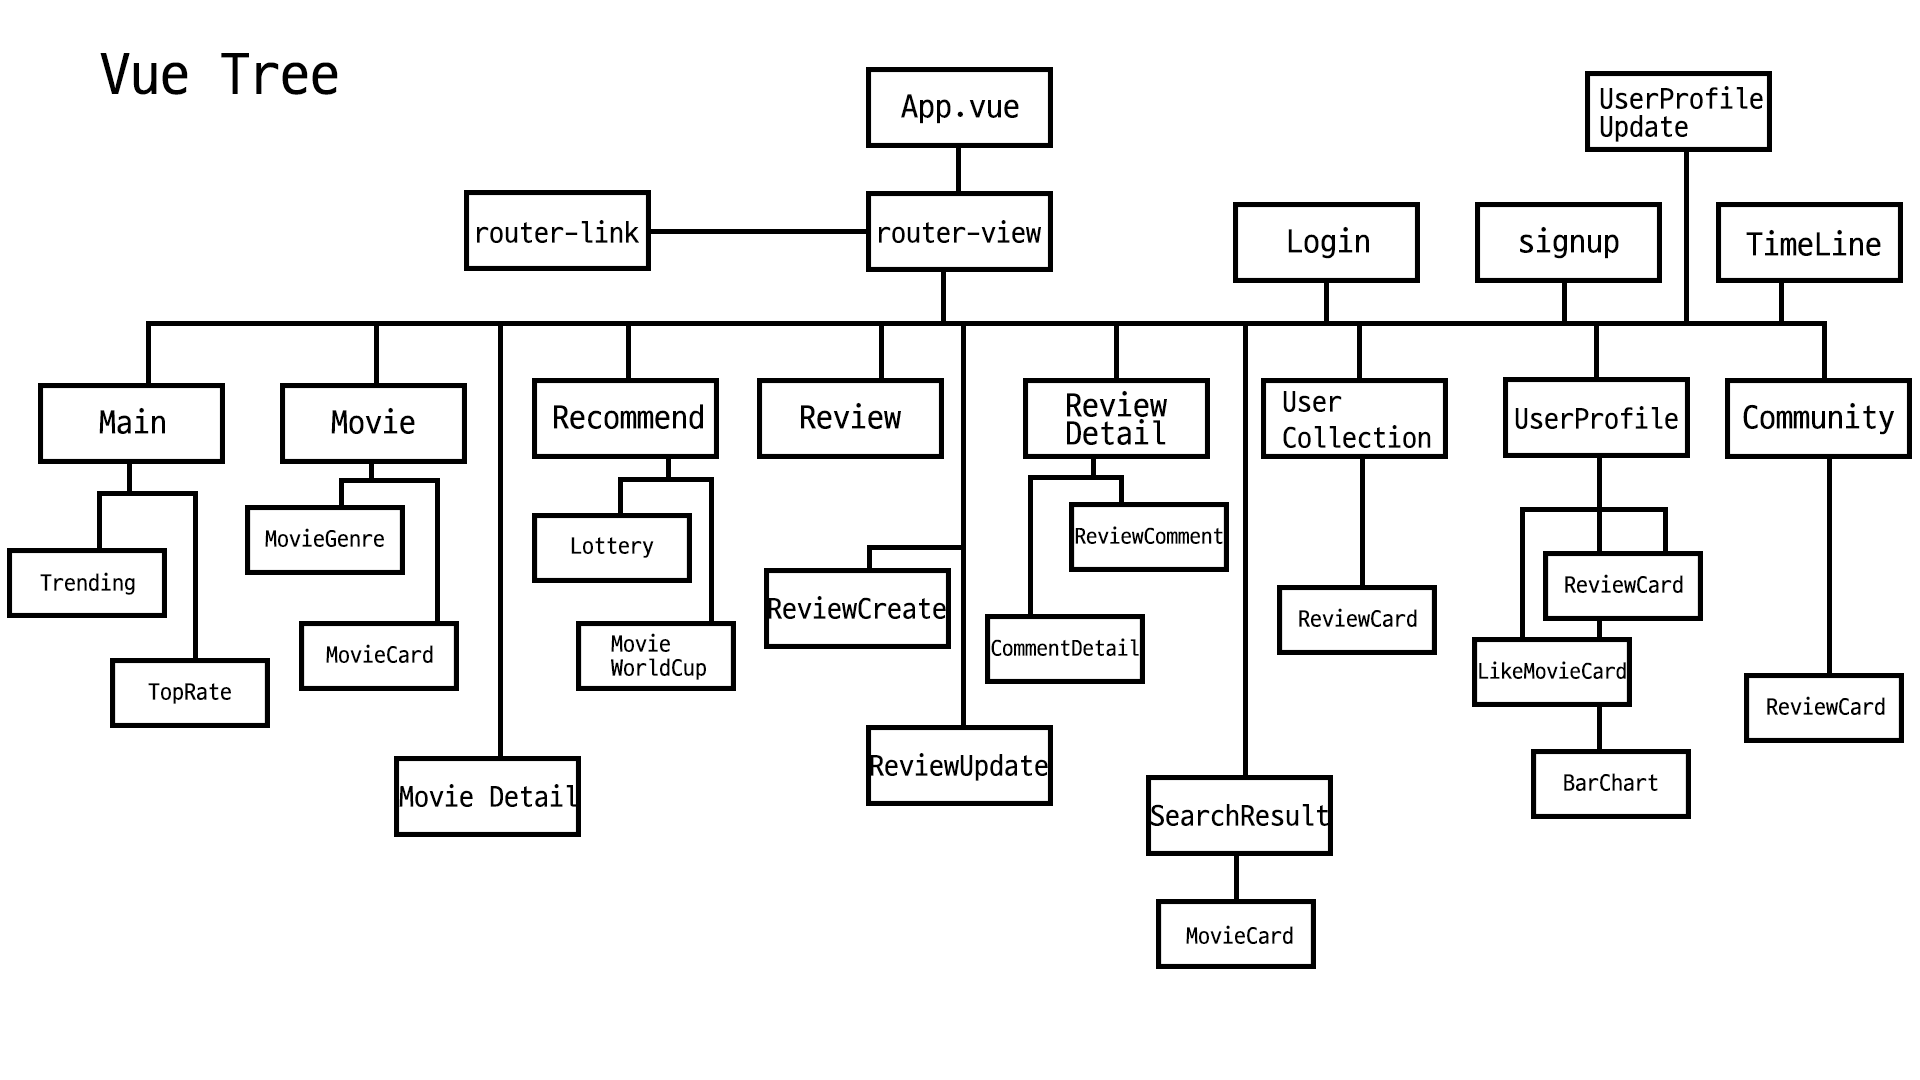 Vue Tree
App.vue
UserProfile
Update
router-link
router-view
Login
signup
TimeLine
Main
Movie
Recommend
Review
Review
Detail
User
Collection
UserProfile
Community
Trending
TopRate
MovieGenre
MovieCard
Movie Detail
Lottery
Movie
WorldCup
ReviewCreate
ReviewUpdate
ReviewComment
CommentDetail
SearchResult
MovieCard
ReviewCard
ReviewCard
LikeMovieCard
BarChart
ReviewCard